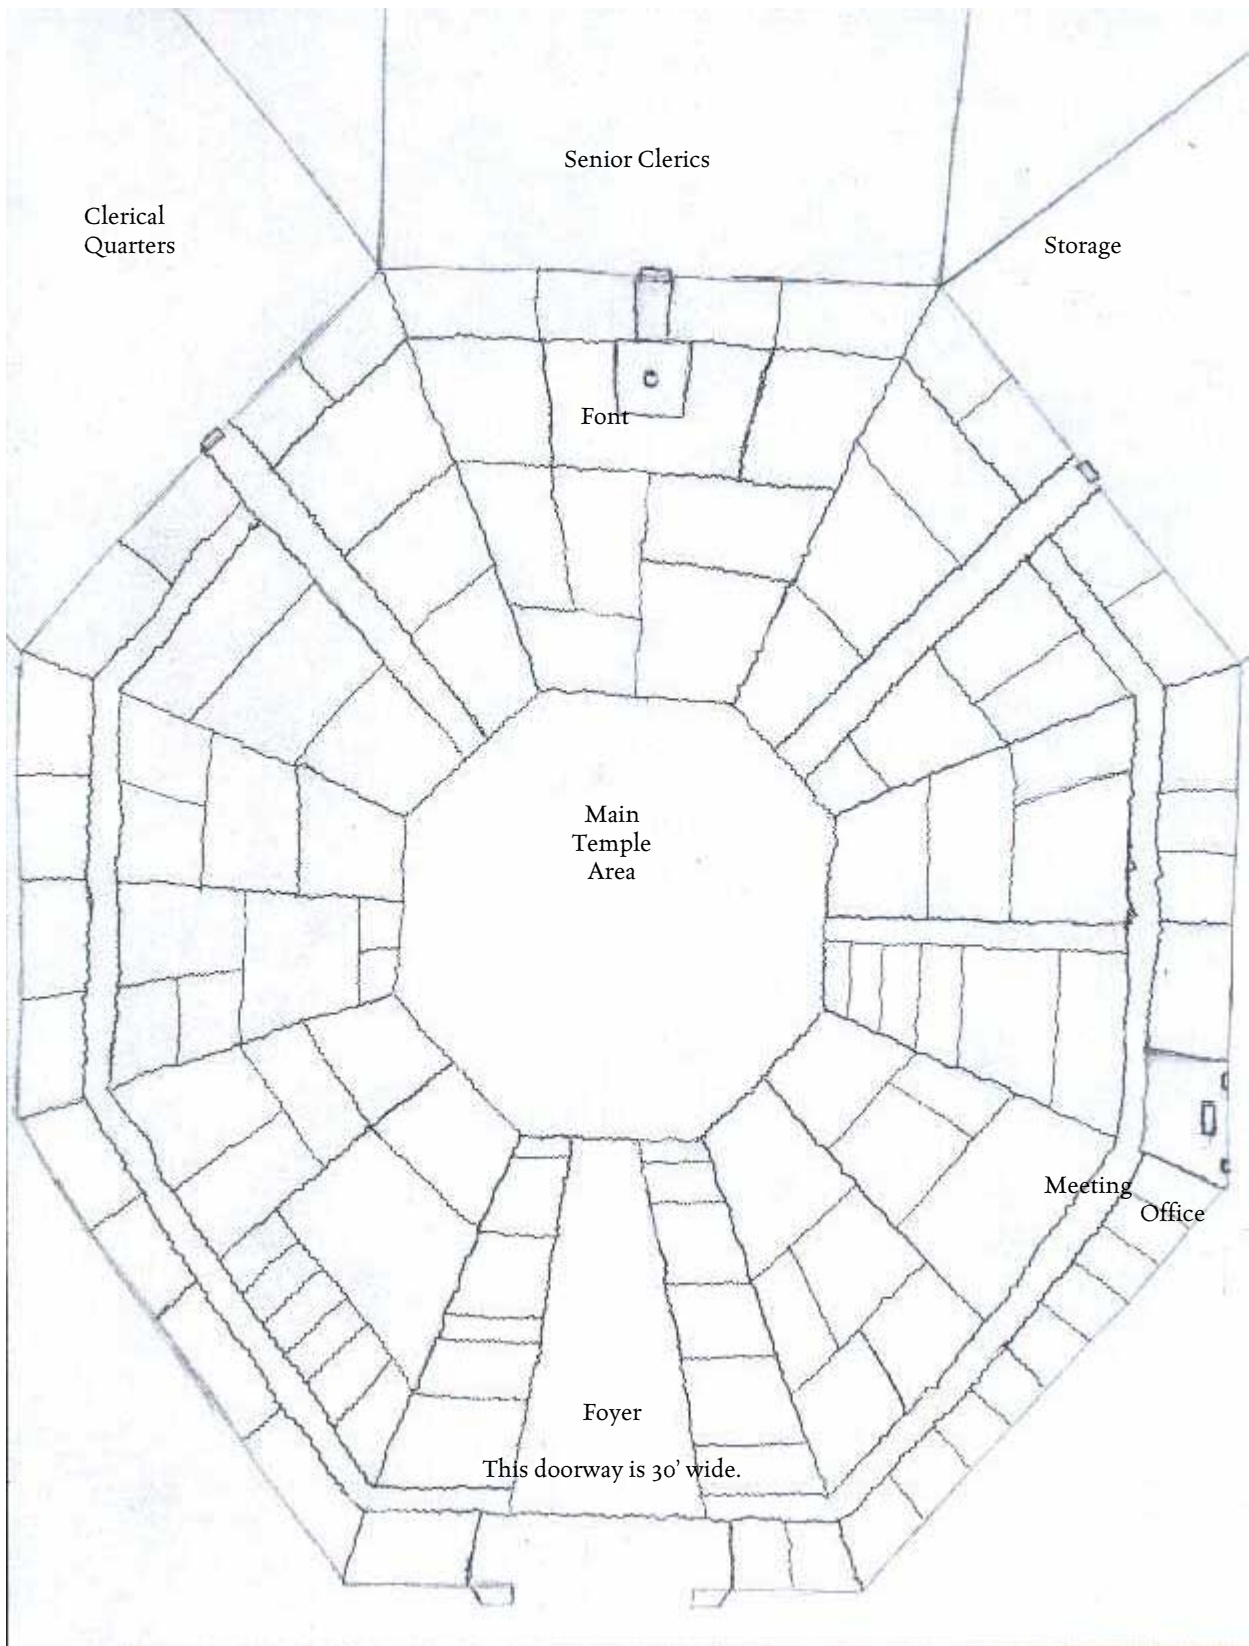 Senior Clerics
Clerical
Quarters
Storage
Font
Main
Temple
Area
Meeting
Office
Foyer
This doorway is 30' wide.